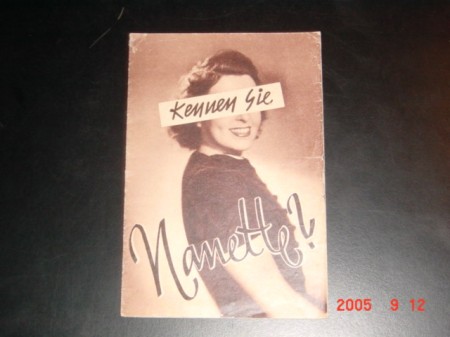 Kennen Sie
Nanette?
2005 9 12